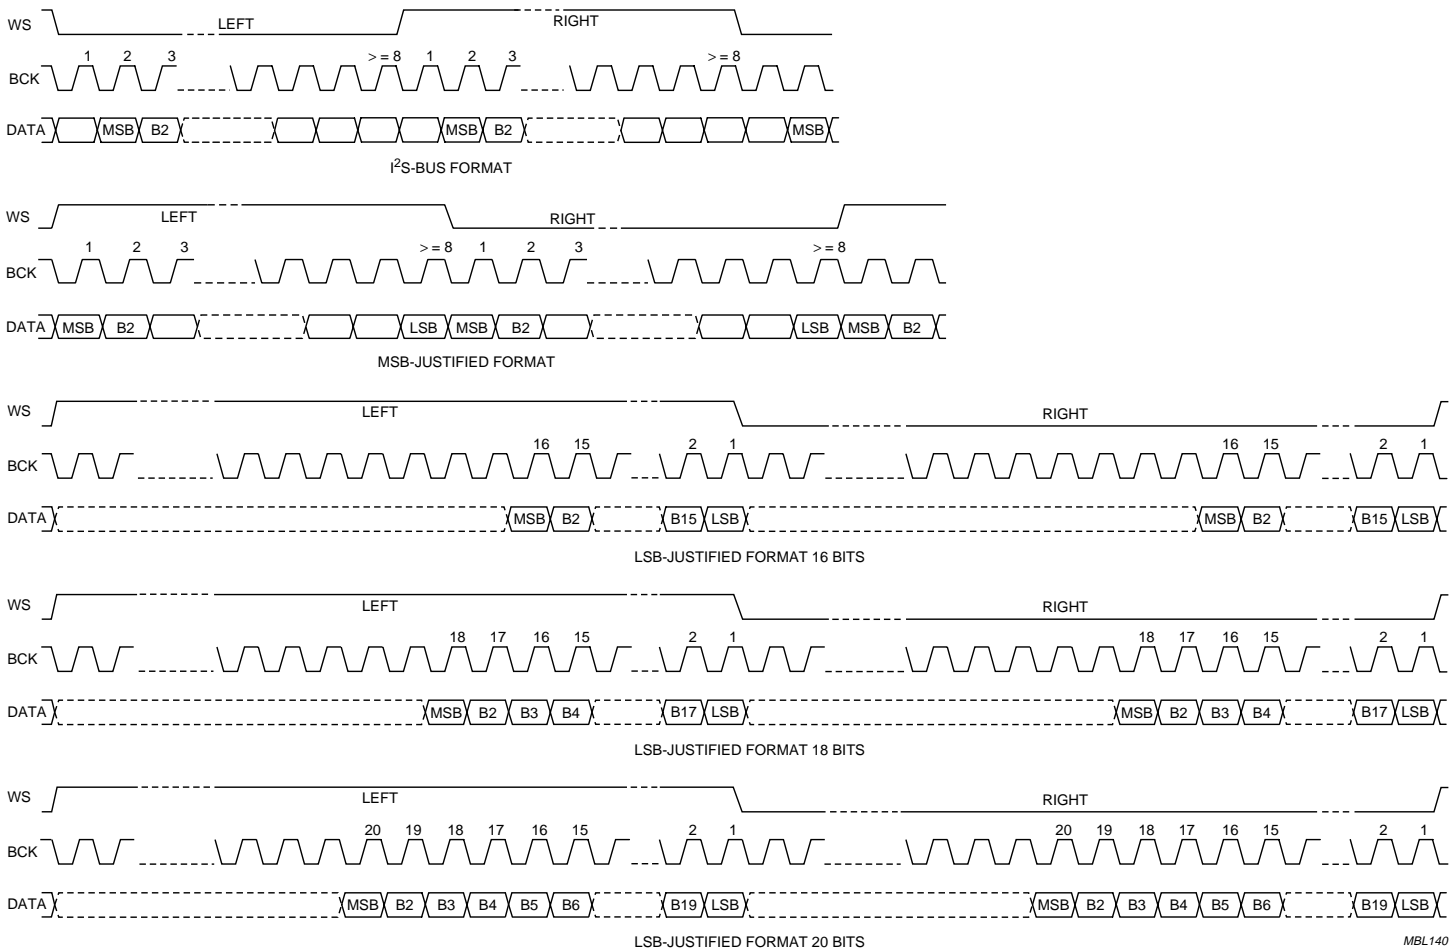 WS LEFT RIGHT
1 2 3 > = 8 1 2 3 > = 8
BCK
DATA MSB B2 MSB B2 MSB
I2S-BUS FORMAT
WS LEFT RIGHT
1 2 3 > = 8 1 2 3 > = 8
BCK
DATA MSB B2 LSB MSB B2 LSB MSB B2
MSB-JUSTIFIED FORMAT
WS LEFT RIGHT
16 15 2 1 16 15 2 1
BCK
DATA MSB B2 B15 LSB MSB B2 B15 LSB
LSB-JUSTIFIED FORMAT 16 BITS
WS LEFT RIGHT
18 17 16 15 2 1 18 17 16 15 2 1
BCK
DATA MSB B2 B3 B4 B17 LSB MSB B2 B3 B4 B17 LSB
LSB-JUSTIFIED FORMAT 18 BITS
WS LEFT RIGHT
20 19 18 17 16 15 2 1 20 19 18 17 16 15 2 1
BCK
DATA MSB B2 B3 B4 B5 B6 B19 LSB MSB B2 B3 B4 B5 B6 B19 LSB
LSB-JUSTIFIED FORMAT 20 BITS
MBL140